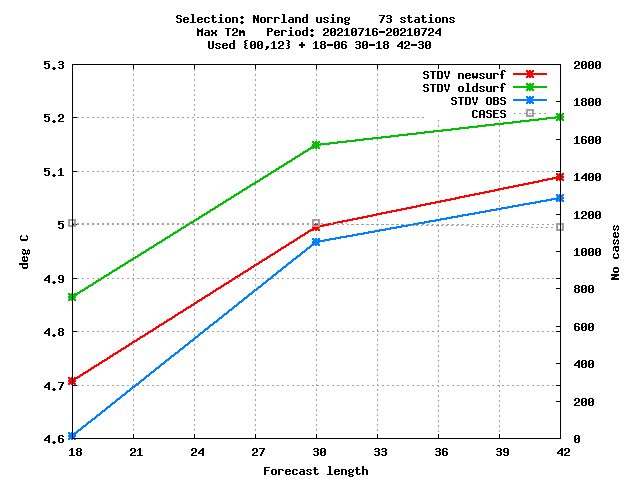 Selection: Norrland using    73 stations
Max T2m   Period: 20210716-20210724
Used {00,12} + 18-06 30-18 42-30
STDV newsurf
STDV oldsurf
STDV OBS
CASES
5.3
5.2
5.1
5
4.9
4.8
4.7
4.6
deg C
2000
1800
1600
1400
1200
1000
800
600
400
200
0
No cases
18 21 24 27 30 33 36 39 42
Forecast length